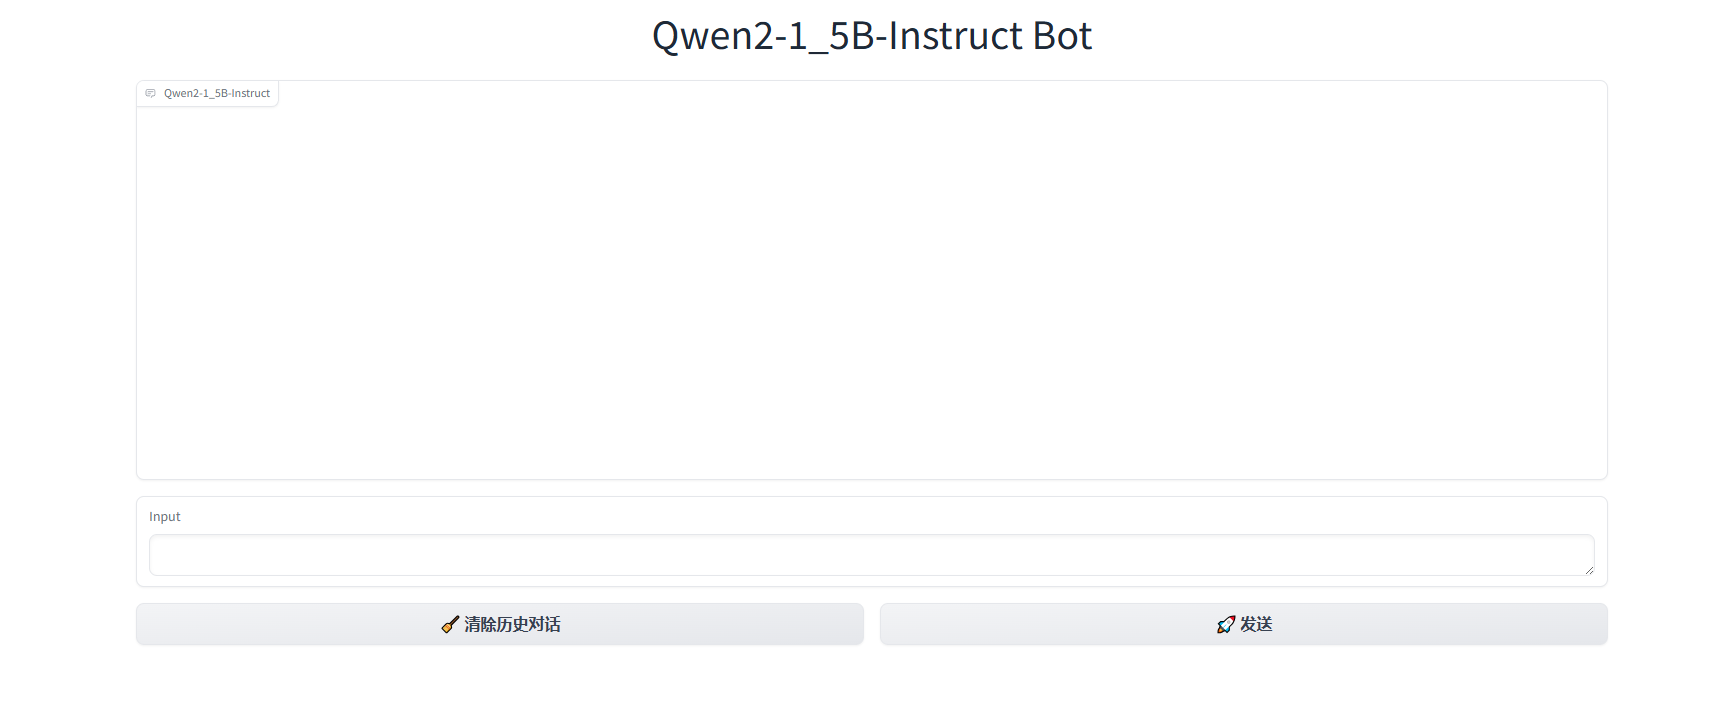 Qwen2-1_5B-Instruct Bot
Qwen2-1_5B-Instruct
Input
🧹 清除历史对话
🚀 发送